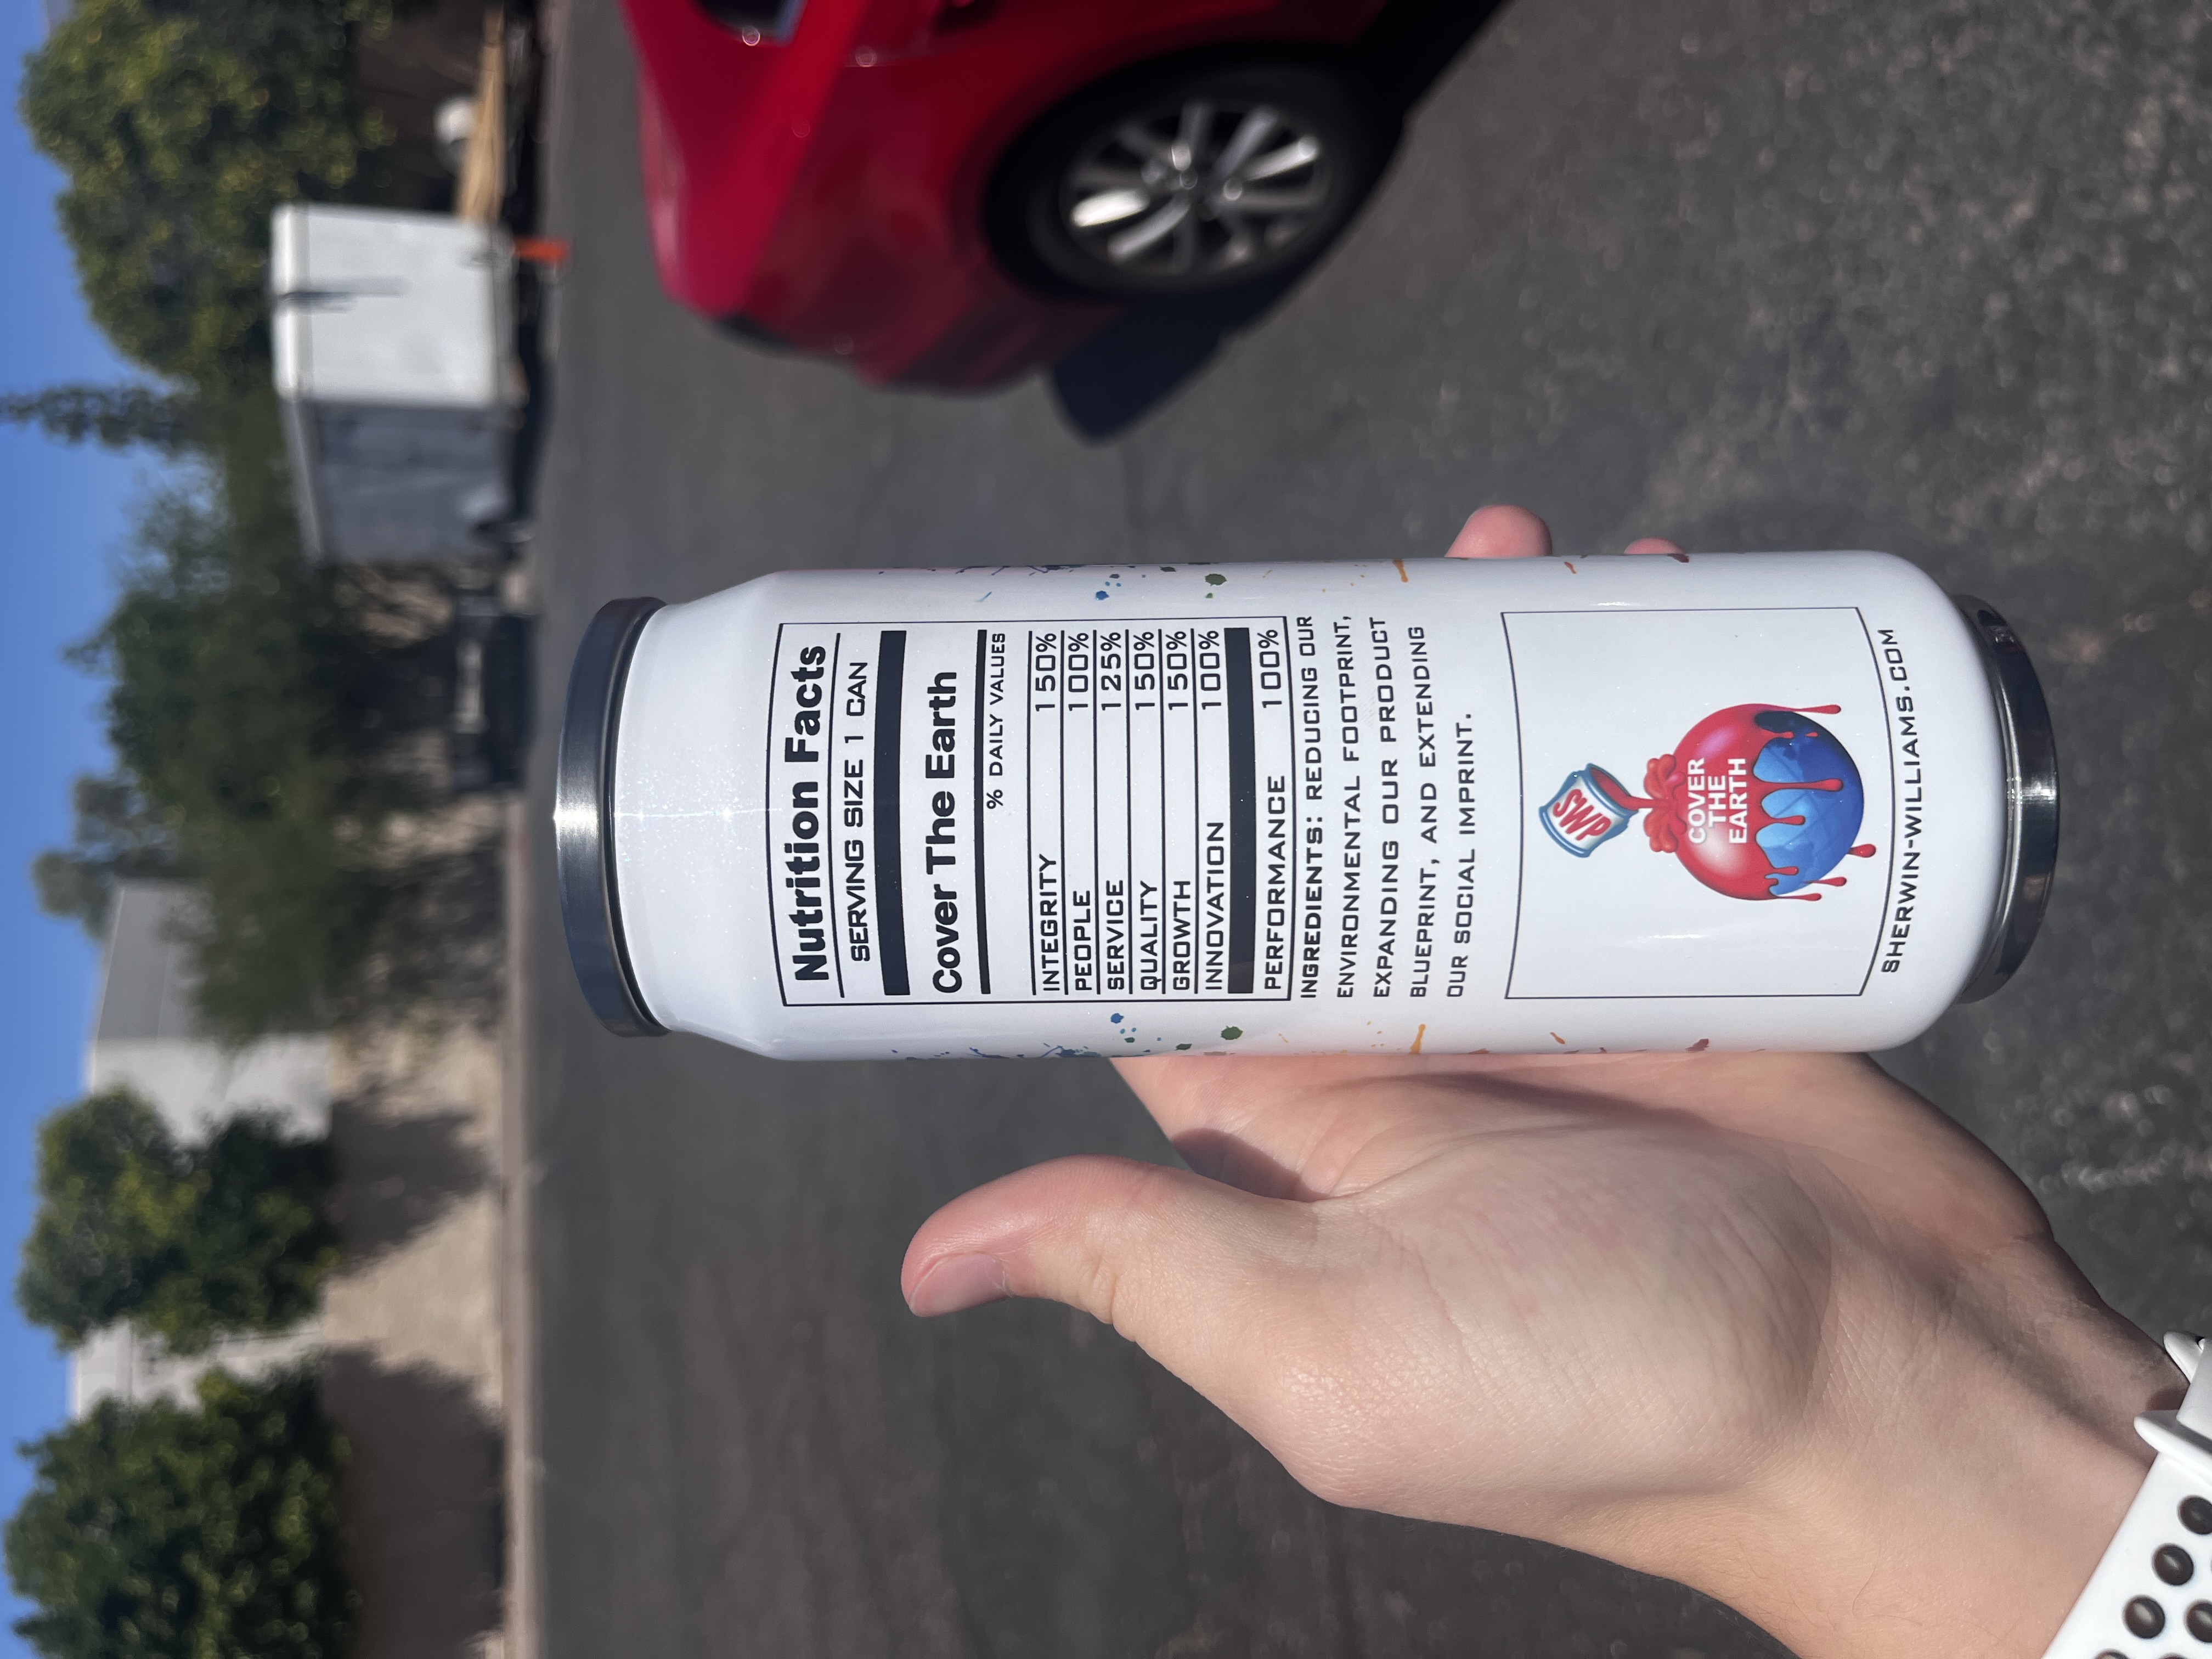 Nutrition Facts
SERVING SIZE 1 CAN
Cover The Earth
% DAILY VALUES
INTEGRITY 150%
PEOPLE 100%
SERVICE 125%
QUALITY 150%
GROWTH 150%
INNOVATION 100%
PERFORMANCE 100%
INGREDIENTS: REDUCING OUR
ENVIRONMENTAL FOOTPRINT,
EXPANDING OUR PRODUCT
BLUEPRINT, AND EXTENDING
OUR SOCIAL IMPRINT.
SWP
COVER
THE
EARTH
SHERWIN-WILLIAMS.COM